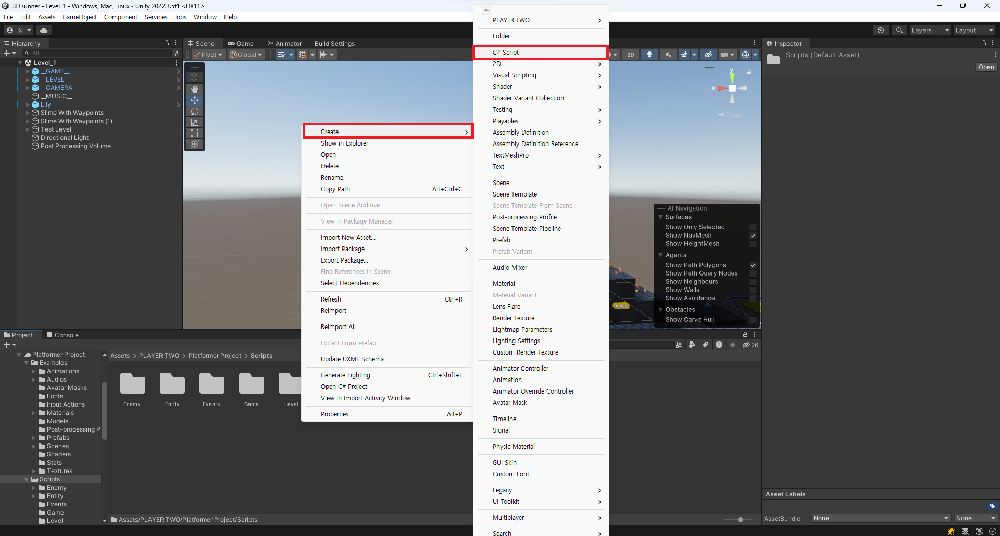 3DRunner - Level_1 - Windows, Mac, Linux - Unity 2022.3.5f1 <DX11>
File Edit Assets GameObject Component Services Jobs Window Help
정
Layers Layout
Hierarchy
All
Level_1
__GAME__
__LEVEL__
__CAMERA__
__MUSIC__
Lily
Slime With Waypoints
Slime With Waypoints (1)
Test Level
Directional Light
Post Processing Volume
Scene Game Animator Build Settings
Pivot Global 2D
y
x
Persp
Create
Show in Explorer
Open
Delete
Rename
Copy Path Alt+Ctrl+C
Open Scene Additive
View in Package Manager
Import New Asset...
Import Package
Export Package...
Find References In Scene
Select Dependencies
Refresh Ctrl+R
Reimport
Reimport All
Extract From Prefab
Update UXML Schema
Generate Lighting Ctrl+Shift+L
Open C# Project
View in Import Activity Window
Properties... Alt+P
PLAYER TWO
Folder
C# Script
2D
Visual Scripting
Shader
Shader Variant Collection
Testing
Playables
Assembly Definition
Assembly Definition Reference
TextMeshPro
Text
Scene
Scene Template
Scene Template From Scene
Post-processing Profile
Scene Template Pipeline
Prefab
Prefab Variant
Audio Mixer
Material
Material Variant
Lens Flare
Render Texture
Lightmap Parameters
Lighting Settings
Custom Render Texture
Animator Controller
Animation
Animator Override Controller
Avatar Mask
Timeline
Signal
Physic Material
GUI Skin
Custom Font
Legacy
UI Toolkit
Multiplayer
Search
AI Navigation
Surfaces
Show Only Selected
Show NavMesh
Show HeightMesh
Agents
Show Path Polygons
Show Path Query Nodes
Show Neighbours
Show Walls
Show Avoidance
Obstacles
Show Carve Hull
Inspector
Scripts (Default Asset)
Open
Asset Labels
AssetBundle None None
Project Console
26
Platformer Project
Examples
Animations
Audios
Avatar Masks
Fonts
Input Actions
Materials
Models
Post-processing P
Prefabs
Scenes
Shaders
Stats
Textures
Scripts
Enemy
Entity
Events
Game
Level
Assets > PLAYER TWO > Platformer Project > Scripts
Enemy Entity Events Game Level
Assets/PLAYER TWO/Platformer Project/Scripts